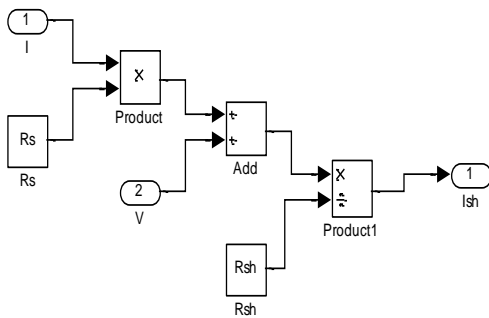 1
I
X
Product
Rs
Rs
+
+
Add
2
V
X
÷
Product1
1
Ish
Rsh
Rsh